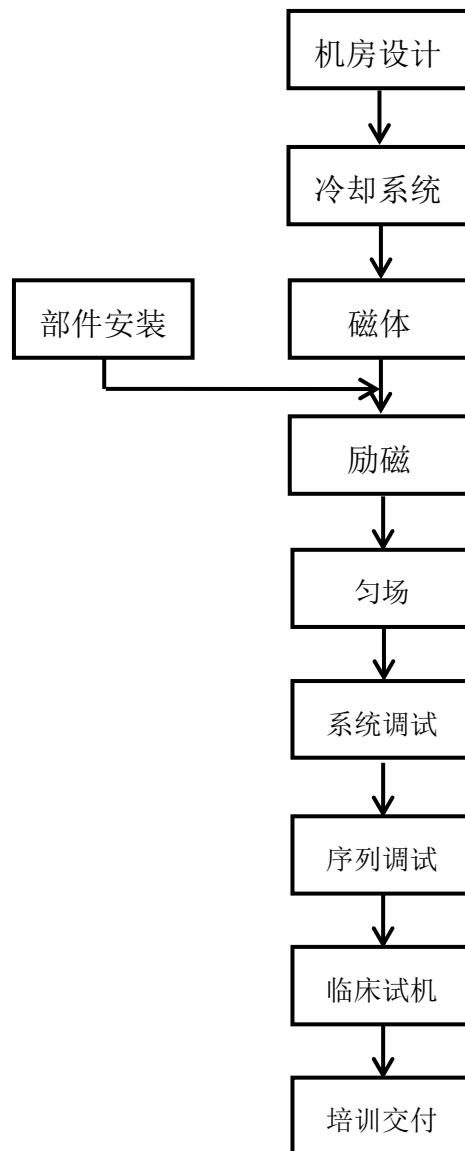 机房设计
冷却系统
部件安装
磁体
励磁
匀场
系统调试
序列调试
临床试机
培训交付